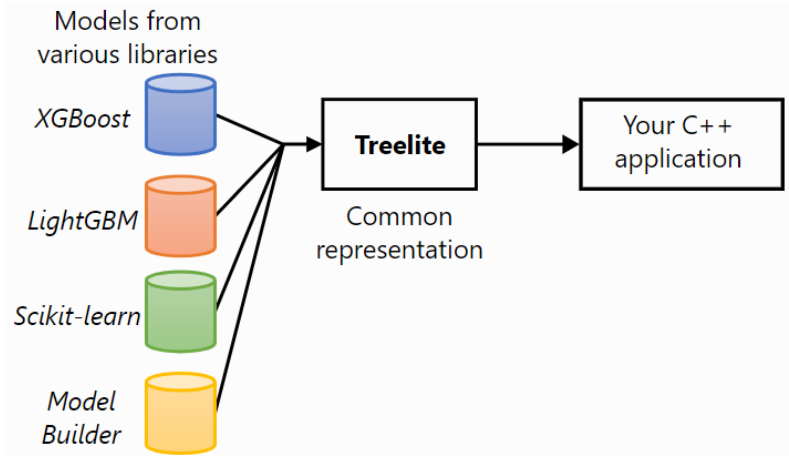 Models from
various libraries
XGBoost
LightGBM
Scikit-learn
Model
Builder
Treelite
Common
representation
Your C++
application